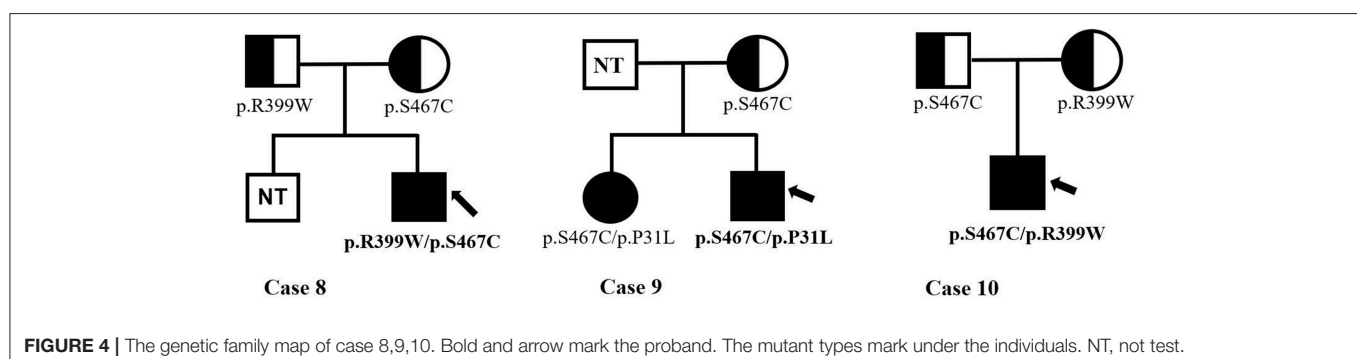 NT
p.R399W p.S467C p.S467C p.S467C p.R399W
NT
p.R399W/p.S467C p.S467C/p.P31L p.S467C/p.P31L p.S467C/p.R399W
Case 8 Case 9 Case 10
FIGURE 4 | The genetic family map of case 8,9,10. Bold and arrow mark the proband. The mutant types mark under the individuals. NT, not test.